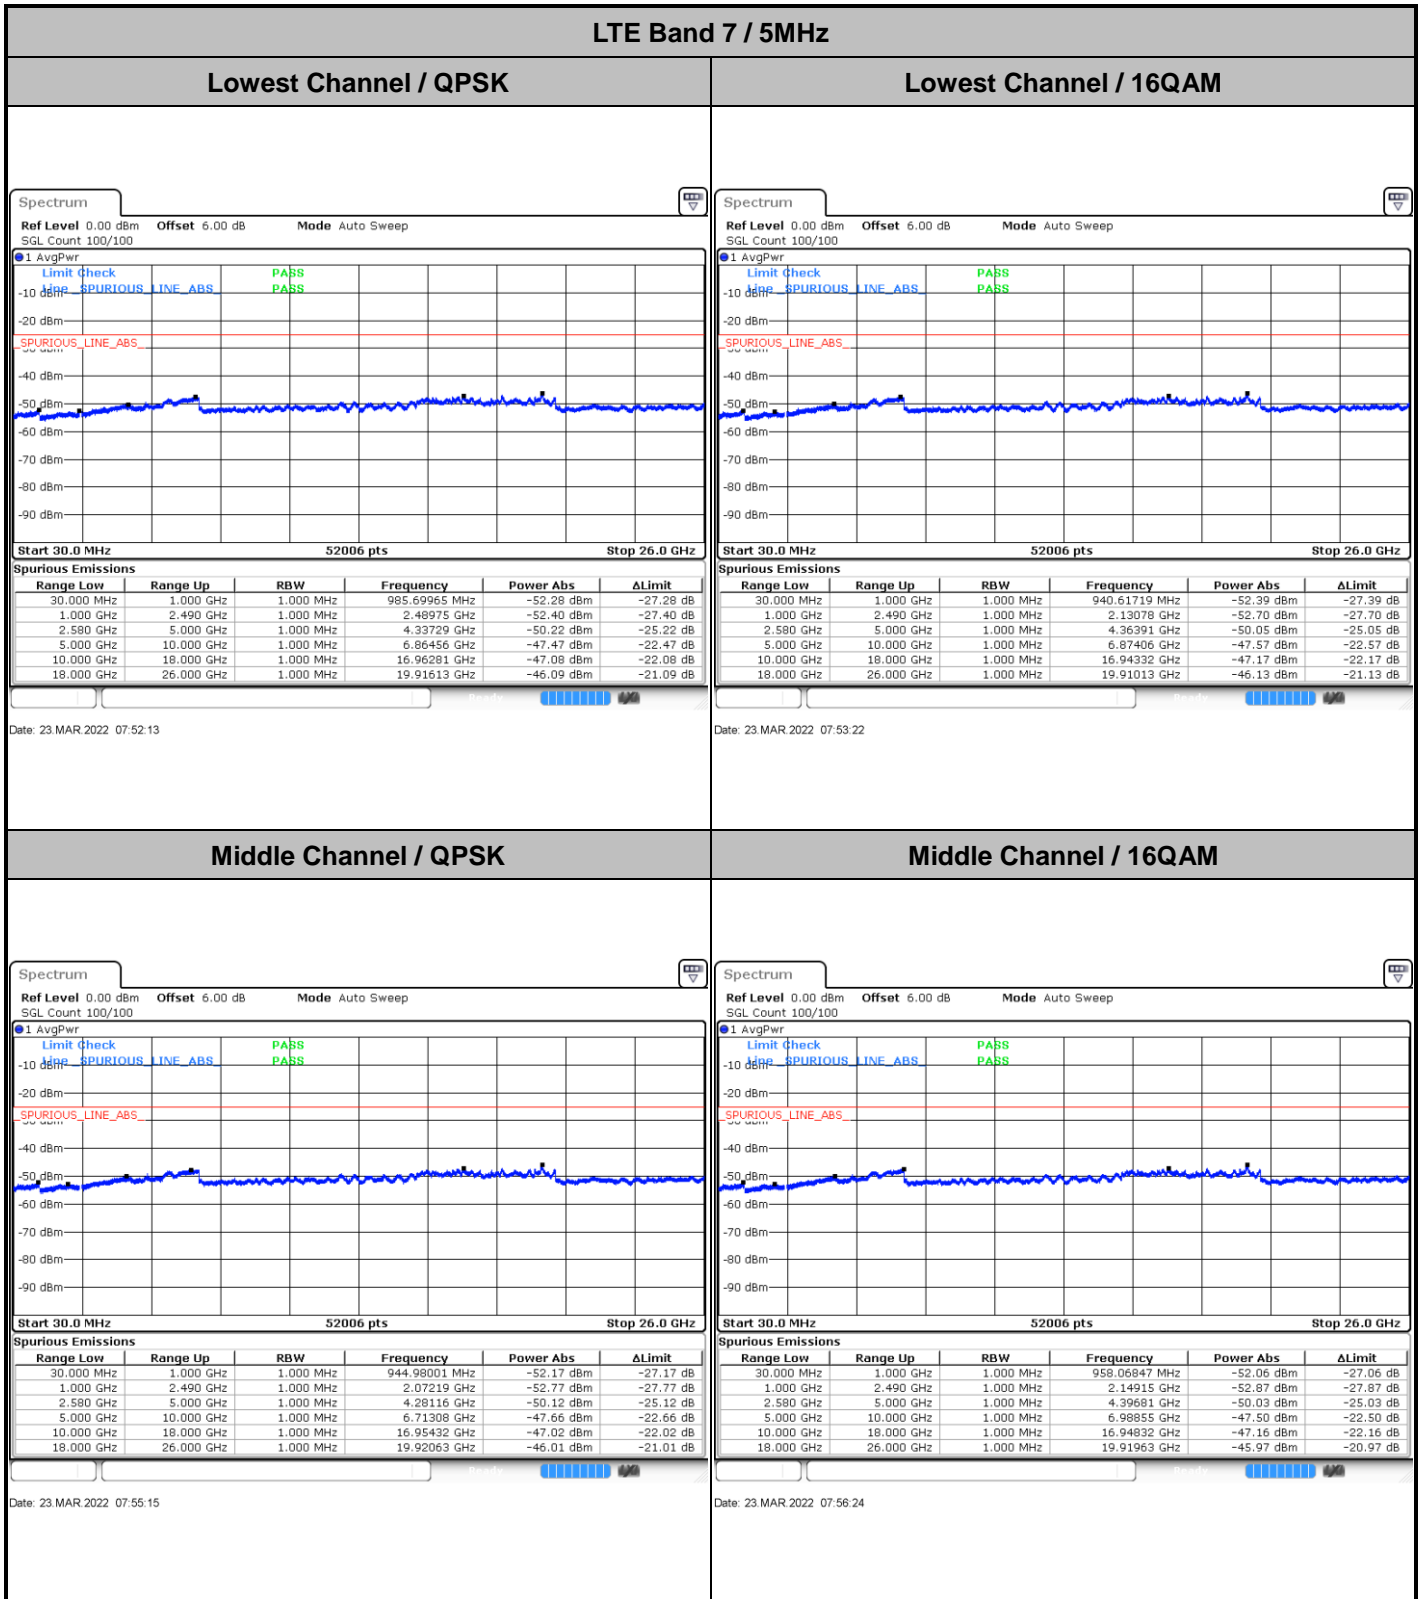 LTE Band 7 / 5MHz
Lowest Channel / QPSK
Lowest Channel / 16QAM
Spectrum
Ref Level 0.00 dBm Offset 6.00 dB Mode Auto Sweep
SGL Count 100/100
1 AvgPwr
Limit Check PASS
Line _SPURIOUS_LINE_ABS_ PASS
-10 dBm
-20 dBm
_SPURIOUS_LINE_ABS_
-40 dBm
-50 dBm
-60 dBm
-70 dBm
-80 dBm
-90 dBm
Start 30.0 MHz 52006 pts Stop 26.0 GHz
Spurious Emissions
Range Low Range Up RBW Frequency Power Abs ΔLimit
30.000 MHz 1.000 GHz 1.000 MHz 985.69965 MHz -52.28 dBm -27.28 dB
1.000 GHz 2.490 GHz 1.000 MHz 2.48975 GHz -52.40 dBm -27.40 dB
2.580 GHz 5.000 GHz 1.000 MHz 4.33729 GHz -50.22 dBm -25.22 dB
5.000 GHz 10.000 GHz 1.000 MHz 6.86456 GHz -47.47 dBm -22.47 dB
10.000 GHz 18.000 GHz 1.000 MHz 16.96281 GHz -47.08 dBm -22.08 dB
18.000 GHz 26.000 GHz 1.000 MHz 19.91613 GHz -46.09 dBm -21.09 dB
Date: 23.MAR.2022 07:52:13
Spectrum
Ref Level 0.00 dBm Offset 6.00 dB Mode Auto Sweep
SGL Count 100/100
1 AvgPwr
Limit Check PASS
Line _SPURIOUS_LINE_ABS_ PASS
-10 dBm
-20 dBm
_SPURIOUS_LINE_ABS_
-40 dBm
-50 dBm
-60 dBm
-70 dBm
-80 dBm
-90 dBm
Start 30.0 MHz 52006 pts Stop 26.0 GHz
Spurious Emissions
Range Low Range Up RBW Frequency Power Abs ΔLimit
30.000 MHz 1.000 GHz 1.000 MHz 940.61719 MHz -52.39 dBm -27.39 dB
1.000 GHz 2.490 GHz 1.000 MHz 2.13078 GHz -52.70 dBm -27.70 dB
2.580 GHz 5.000 GHz 1.000 MHz 4.36391 GHz -50.05 dBm -25.05 dB
5.000 GHz 10.000 GHz 1.000 MHz 6.87406 GHz -47.57 dBm -22.57 dB
10.000 GHz 18.000 GHz 1.000 MHz 16.94332 GHz -47.17 dBm -22.17 dB
18.000 GHz 26.000 GHz 1.000 MHz 19.91013 GHz -46.13 dBm -21.13 dB
Date: 23.MAR.2022 07:53:22
Middle Channel / QPSK
Middle Channel / 16QAM
Spectrum
Ref Level 0.00 dBm Offset 6.00 dB Mode Auto Sweep
SGL Count 100/100
1 AvgPwr
Limit Check PASS
Line _SPURIOUS_LINE_ABS_ PASS
-10 dBm
-20 dBm
_SPURIOUS_LINE_ABS_
-40 dBm
-50 dBm
-60 dBm
-70 dBm
-80 dBm
-90 dBm
Start 30.0 MHz 52006 pts Stop 26.0 GHz
Spurious Emissions
Range Low Range Up RBW Frequency Power Abs ΔLimit
30.000 MHz 1.000 GHz 1.000 MHz 944.98001 MHz -52.17 dBm -27.17 dB
1.000 GHz 2.490 GHz 1.000 MHz 2.07219 GHz -52.77 dBm -27.77 dB
2.580 GHz 5.000 GHz 1.000 MHz 4.28116 GHz -50.12 dBm -25.12 dB
5.000 GHz 10.000 GHz 1.000 MHz 6.71308 GHz -47.66 dBm -22.66 dB
10.000 GHz 18.000 GHz 1.000 MHz 16.95432 GHz -47.02 dBm -22.02 dB
18.000 GHz 26.000 GHz 1.000 MHz 19.92063 GHz -46.01 dBm -21.01 dB
Date: 23.MAR.2022 07:55:15
Spectrum
Ref Level 0.00 dBm Offset 6.00 dB Mode Auto Sweep
SGL Count 100/100
1 AvgPwr
Limit Check PASS
Line _SPURIOUS_LINE_ABS_ PASS
-10 dBm
-20 dBm
_SPURIOUS_LINE_ABS_
-40 dBm
-50 dBm
-60 dBm
-70 dBm
-80 dBm
-90 dBm
Start 30.0 MHz 52006 pts Stop 26.0 GHz
Spurious Emissions
Range Low Range Up RBW Frequency Power Abs ΔLimit
30.000 MHz 1.000 GHz 1.000 MHz 958.06847 MHz -52.06 dBm -27.06 dB
1.000 GHz 2.490 GHz 1.000 MHz 2.14915 GHz -52.87 dBm -27.87 dB
2.580 GHz 5.000 GHz 1.000 MHz 4.39681 GHz -50.03 dBm -25.03 dB
5.000 GHz 10.000 GHz 1.000 MHz 6.98855 GHz -47.50 dBm -22.50 dB
10.000 GHz 18.000 GHz 1.000 MHz 16.94832 GHz -47.16 dBm -22.16 dB
18.000 GHz 26.000 GHz 1.000 MHz 19.91963 GHz -45.97 dBm -20.97 dB
Date: 23.MAR.2022 07:56:24